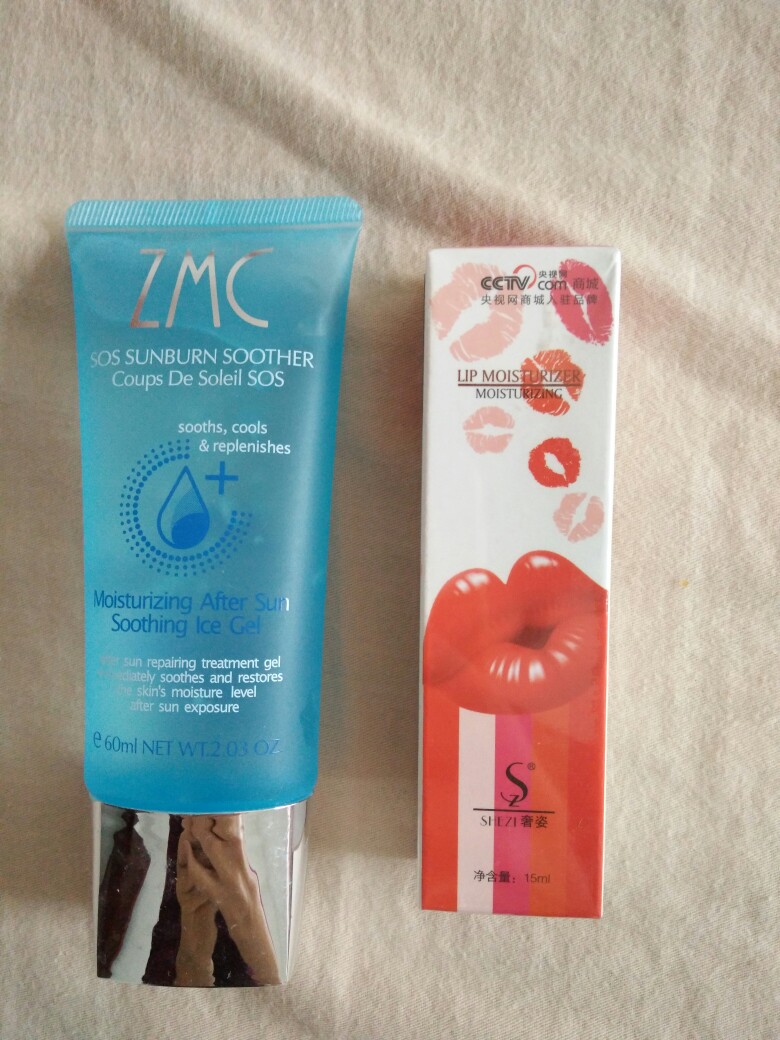 ZMC
SOS SUNBURN SOOTHER
Coups De Soleil SOS
sooths, cools
& replenishes
Moisturizing After Sun
Soothing Ice Gel
sun repairing treatment gel
soothes and restores
skin's moisture level
after sun exposure
e 60ml NET WT.2.03 OZ
CCTV com 央视网 商城
央视网商城入驻品牌
LIP MOISTURIZER
MOISTURIZING
SZ®
SHEZI 奢姿
净含量：15ml